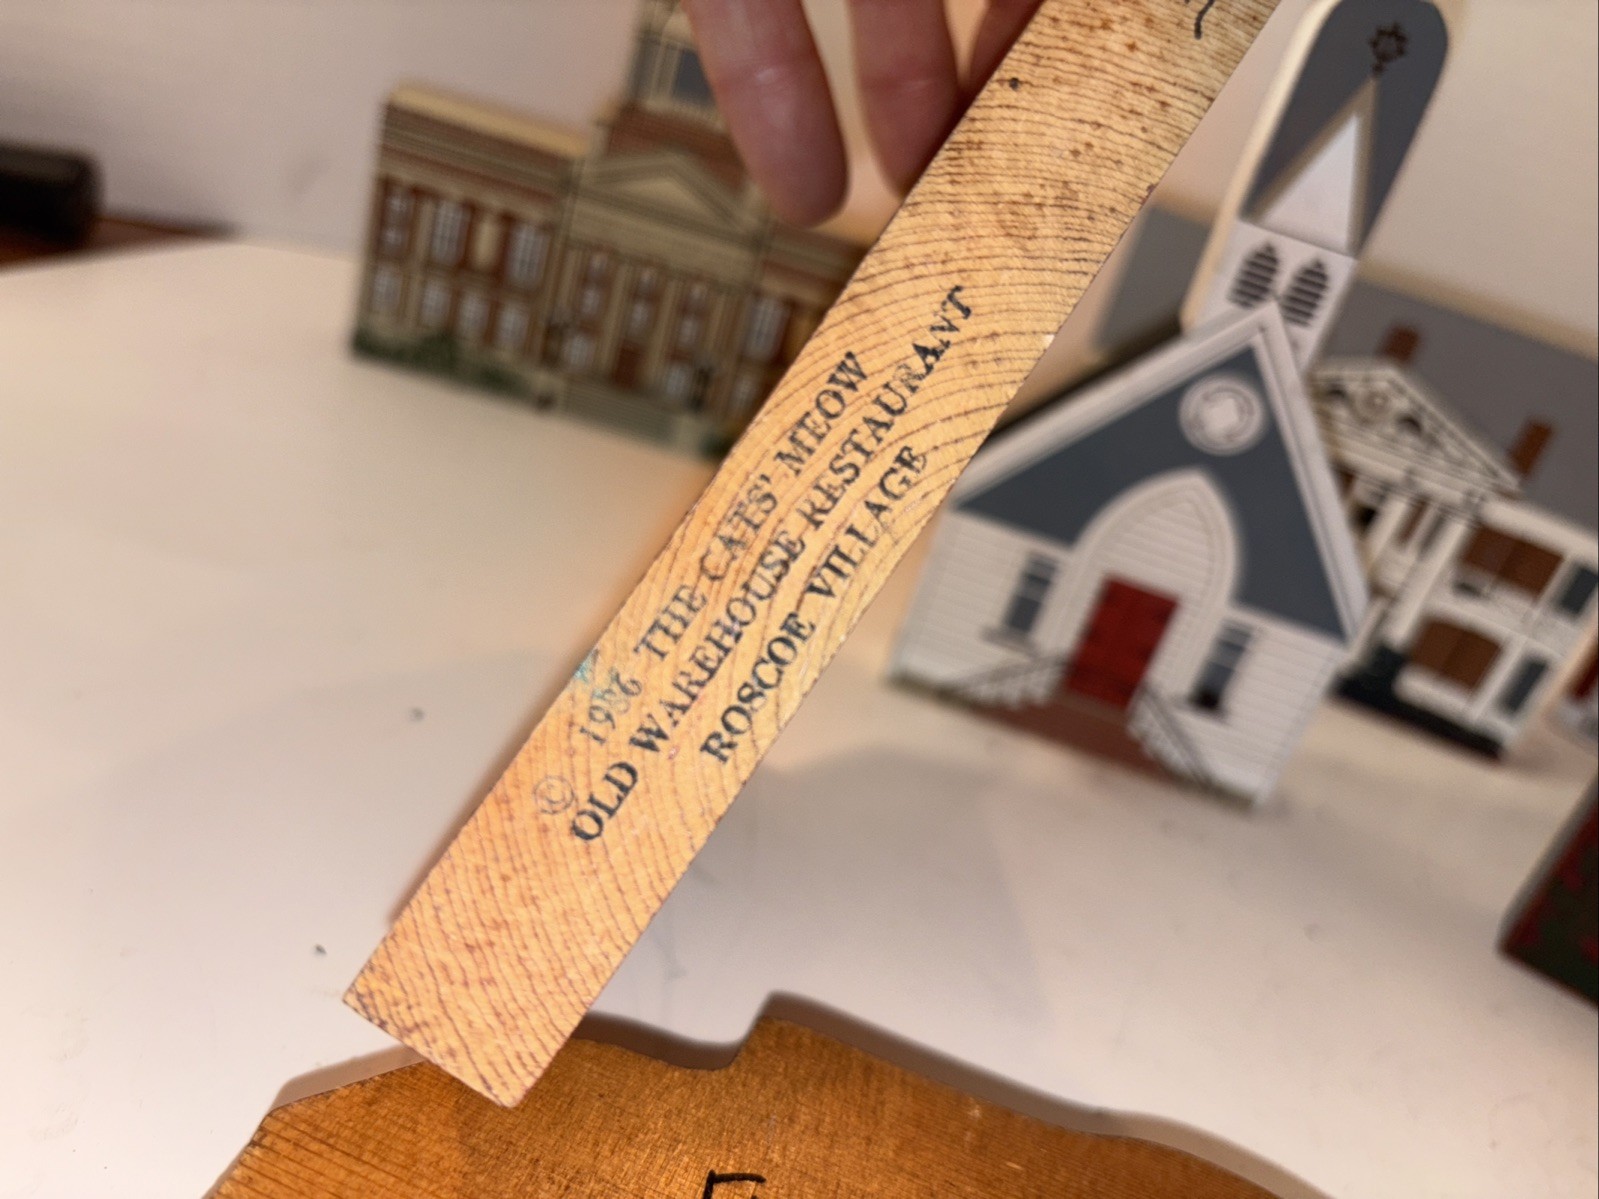 © 1986 THE CATS' MEOW
OLD WAREHOUSE RESTAURANT
ROSCOE VILLAGE